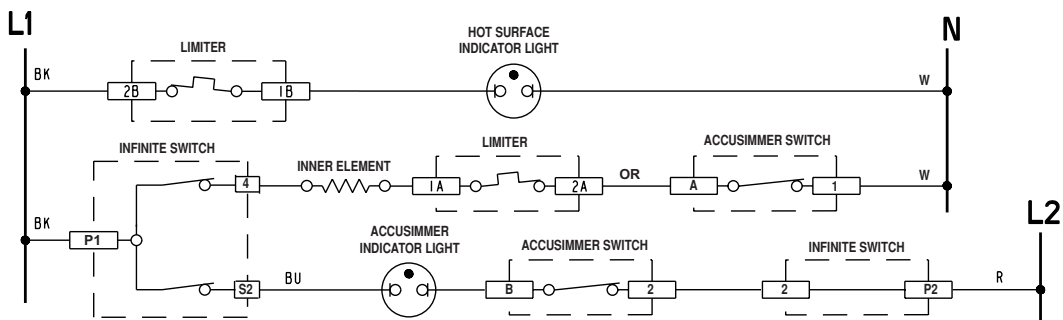 L1
N
LIMITER
HOT SURFACE
INDICATOR LIGHT
BK
2B
1B
W
INFINITE SWITCH
INNER ELEMENT
LIMITER
ACCUSIMMER SWITCH
4
1A
2A
OR
A
1
W
L2
BK
P1
ACCUSIMMER
INDICATOR LIGHT
ACCUSIMMER SWITCH
INFINITE SWITCH
S2
BU
B
2
2
P2
R